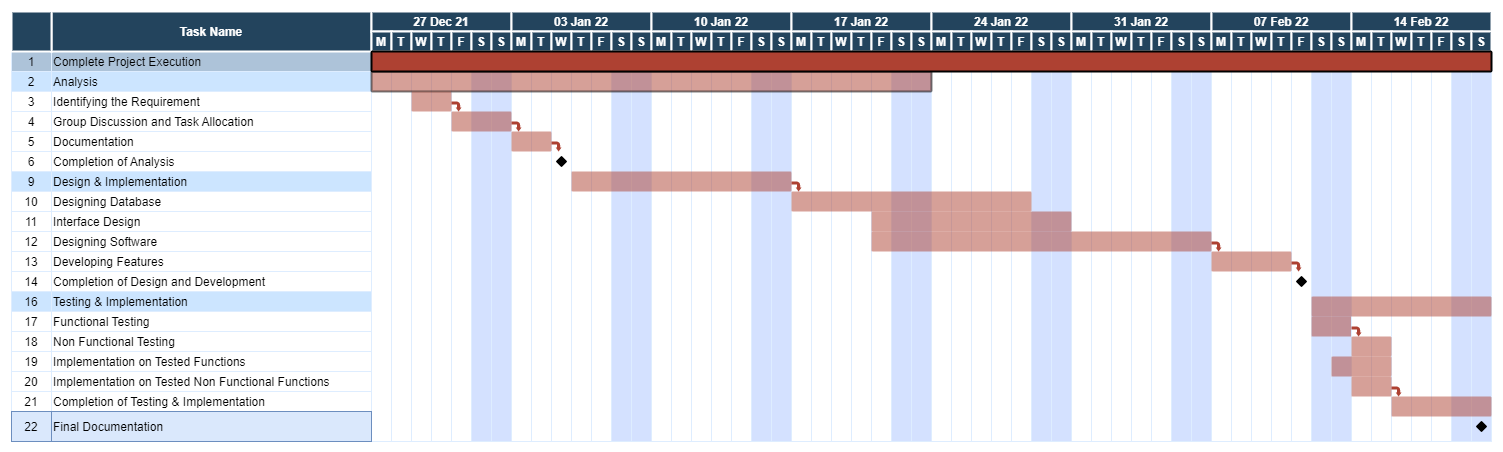 Task Name
27 Dec 21 03 Jan 22 10 Jan 22 17 Jan 22 24 Jan 22 31 Jan 22 07 Feb 22 14 Feb 22
M T W T F S S M T W T F S S M T W T F S S M T W T F S S M T W T F S S M T W T F S S M T W T F S S M T W T F S S
1 Complete Project Execution
2 Analysis
3 Identifying the Requirement
4 Group Discussion and Task Allocation
5 Documentation
6 Completion of Analysis
9 Design & Implementation
10 Designing Database
11 Interface Design
12 Designing Software
13 Developing Features
14 Completion of Design and Development
16 Testing & Implementation
17 Functional Testing
18 Non Functional Testing
19 Implementation on Tested Functions
20 Implementation on Tested Non Functional Functions
21 Completion of Testing & Implementation
22 Final Documentation